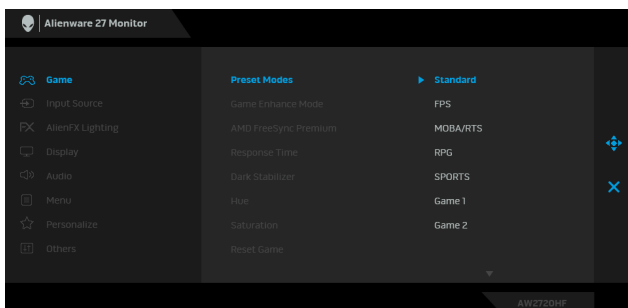 Alienware 27 Monitor
Game Preset Modes Standard
Input Source Game Enhance Mode FPS
FX AlienFX Lighting AMD FreeSync Premium MOBA/RTS
Display Response Time RPG
Audio Dark Stabilizer SPORTS
Menu Hue Game 1
Personalize Saturation Game 2
Others Reset Game
AW2720HF